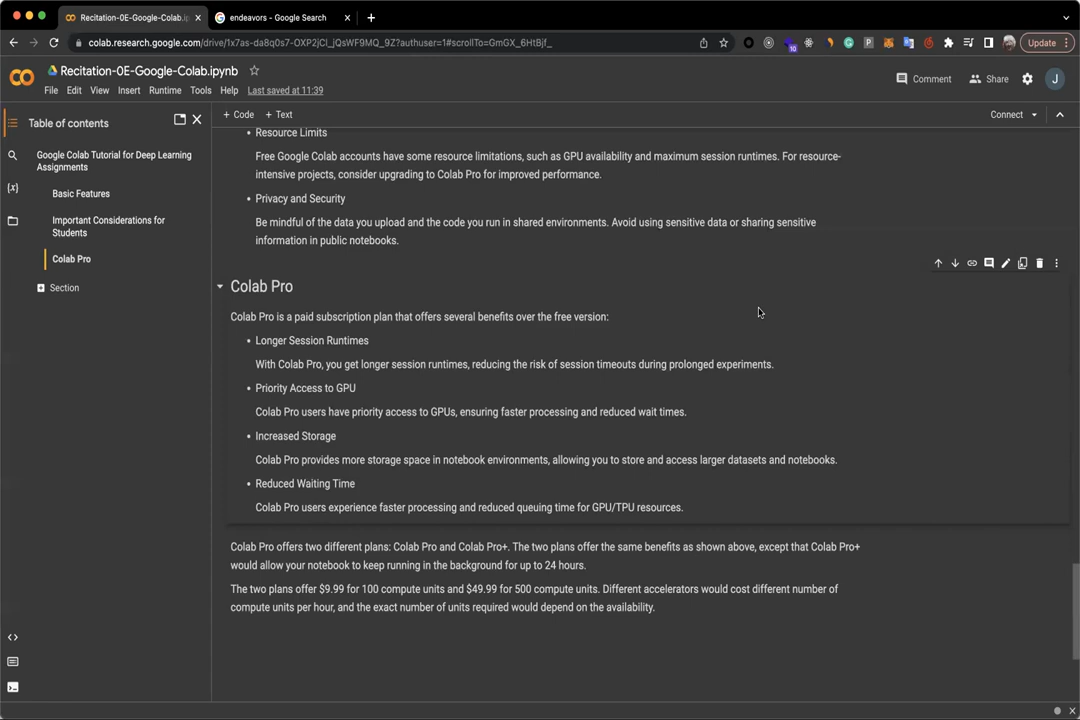 Recitation-0E-Google-Colab.ip
endeavors - Google Search
colab.research.google.com/drive/1x7as-da8q0s7-OXP2jCl_jQsWF9MQ_9Z?authuser=1#scrollTo=GmGX_6HtBjf_
10
Update
Recitation-0E-Google-Colab.ipynb
Comment
Share
J
File Edit View Insert Runtime Tools Help Last saved at 11:39
Table of contents
+ Code + Text
Connect
Google Colab Tutorial for Deep Learning
Assignments
Basic Features
Important Considerations for
Students
Colab Pro
Section
• Resource Limits
Free Google Colab accounts have some resource limitations, such as GPU availability and maximum session runtimes. For resource-
intensive projects, consider upgrading to Colab Pro for improved performance.
• Privacy and Security
Be mindful of the data you upload and the code you run in shared environments. Avoid using sensitive data or sharing sensitive
information in public notebooks.
Colab Pro
Colab Pro is a paid subscription plan that offers several benefits over the free version:
• Longer Session Runtimes
With Colab Pro, you get longer session runtimes, reducing the risk of session timeouts during prolonged experiments.
• Priority Access to GPU
Colab Pro users have priority access to GPUs, ensuring faster processing and reduced wait times.
• Increased Storage
Colab Pro provides more storage space in notebook environments, allowing you to store and access larger datasets and notebooks.
• Reduced Waiting Time
Colab Pro users experience faster processing and reduced queuing time for GPU/TPU resources.
Colab Pro offers two different plans: Colab Pro and Colab Pro+. The two plans offer the same benefits as shown above, except that Colab Pro+
would allow your notebook to keep running in the background for up to 24 hours.
The two plans offer $9.99 for 100 compute units and $49.99 for 500 compute units. Different accelerators would cost different number of
compute units per hour, and the exact number of units required would depend on the availability.